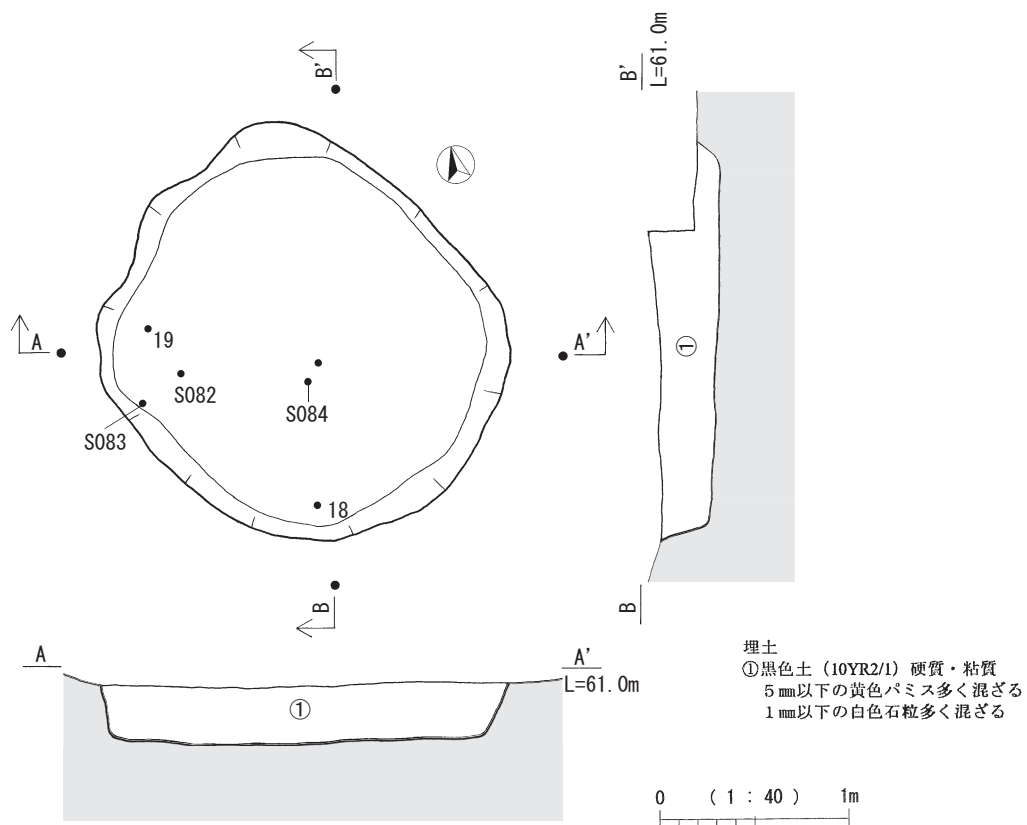 B'
B'
L=61.0m
A
A'
19
S082
S084
S083
18
①
B
B
A
A'
L=61.0m
①
埋土
①黒色土（10YR2/1）硬質・粘質
5㎜以下の黄色パミス多く混ざる
1㎜以下の白色石粒多く混ざる
0 （1：40） 1m